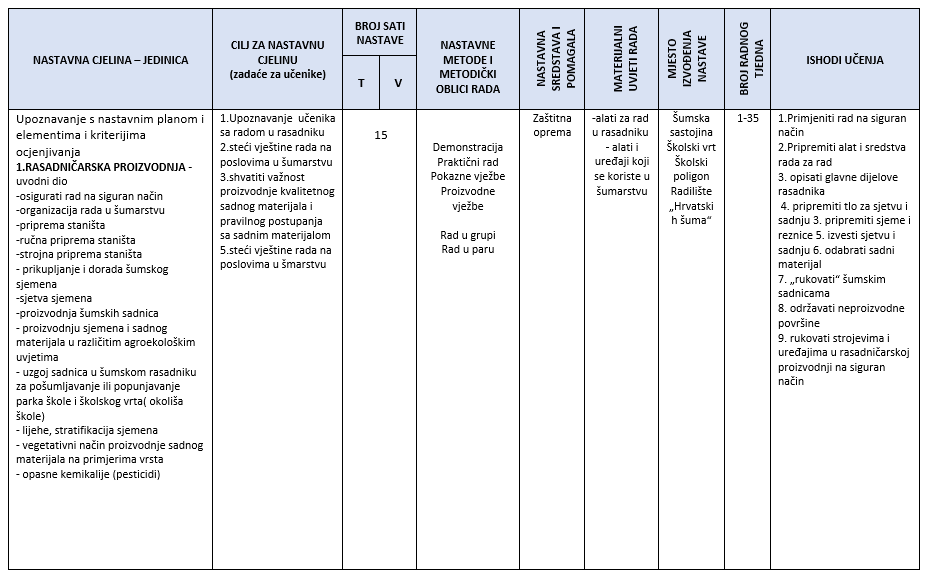 NASTAVNA CJELINA – JEDINICA
CILJ ZA NASTAVNU
CJELINU
(zadaće za učenike)
BROJ SATI
NASTAVE
T
V
NASTAVNE
METODE I
METODIČKI
OBLICI RADA
NASTAVNA
SREDSTAVA I
POMAGALA
MATERIJALNI
UVJETI RADA
MJESTO
IZVOĐENJA
NASTAVE
BROJ RADNOG
TJEDNA
ISHODI UČENJA
Upoznavanje s nastavnim planom i
elementima i kriterijima
ocjenjivanja
1.RASADNIČARSKA PROIZVODNJA -
uvodni dio
-osigurati rad na siguran način
-organizacija rada u šumarstvu
-priprema staništa
-ručna priprema staništa
-strojna priprema staništa
- prikupljanje i dorada šumskog
sjemena
-sjetva sjemena
-proizvodnja šumskih sadnica
- proizvodnju sjemena i sadnog
materijala u različitim agroekološkim
uvjetima
- uzgoj sadnica u šumskom rasadniku
za pošumljavanje ili popunjavanje
parka škole i školskog vrta( okoliša
škole)
- lijehe, stratifikacija sjemena
- vegetativni način proizvodnje sadnog
materijala na primjerima vrsta
- opasne kemikalije (pesticidi)
1.Upoznavanje učenika
sa radom u rasadniku
2.steći vještine rada na
poslovima u šumarstvu
3.shvatiti važnost
proizvodnje kvalitetnog
sadnog materijala i
pravilnog postupanja
sa sadnim materijalom
5.steći vještine rada na
poslovima u šmarstvu
15
Demonstracija
Praktični rad
Pokazne vježbe
Proizvodne
vježbe
Rad u grupi
Rad u paru
Zaštitna
oprema
-alati za rad
u rasadniku
- alati i
uređaji koji
se koriste u
šumarstvu
Šumska
sastojina
Školski vrt
Školski
poligon
Radilište
„Hrvatski
h šuma“
1-35
1.Primjeniti rad na siguran
način
2.Pripremiti alat i sredstva
rada za rad
3. opisati glavne dijelove
rasadnika
4. pripremiti tlo za sjetvu i
sadnju 3. pripremiti sjeme i
reznice 5. izvesti sjetvu i
sadnju 6. odabrati sadni
materijal
7. „rukovati“ šumskim
sadnicama
8. održavati neproizvodne
površine
9. rukovati strojevima i
uređajima u rasadničarskoj
proizvodnji na siguran
način